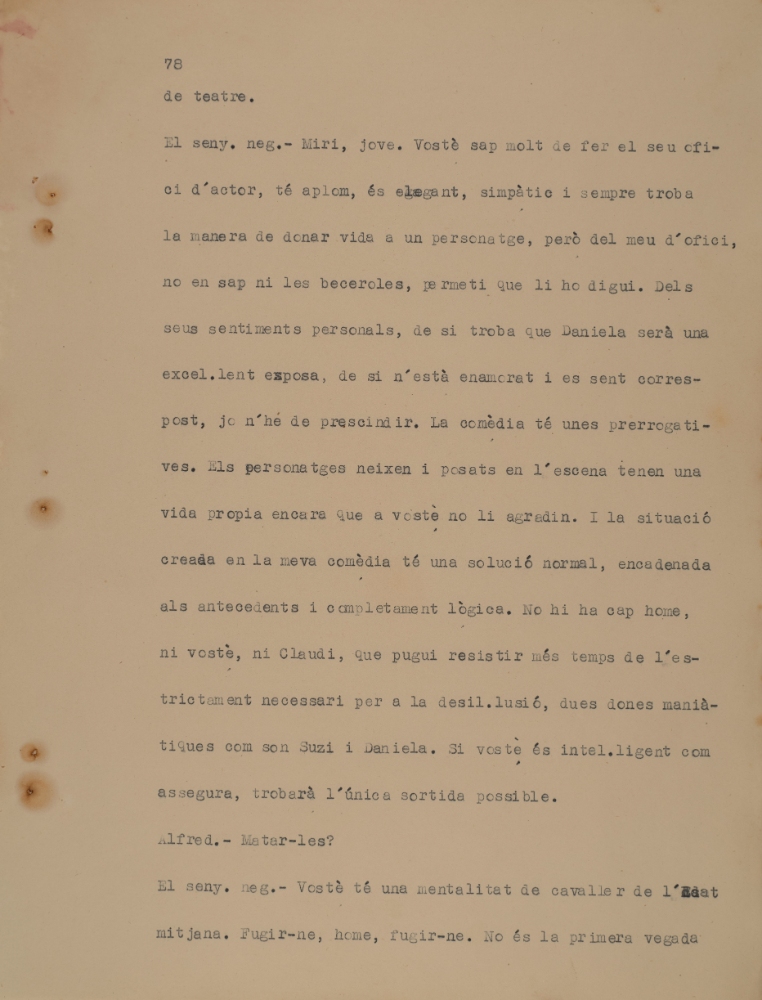 78
de teatre.
El seny. neg.- Miri, jove. Vostè sap molt de fer el seu ofi-
ci d'actor, té aplom, és elegant, simpàtic i sempre troba
la manera de donar vida a un personatge, però del meu d'ofici,
no en sap ni les beceroles, permeti que li ho digui. Dels
seus sentiments personals, de si troba que Daniela serà una
excel.lent exposa, de si n'està enamorat i es sent corres-
post, jo n'hé de prescindir. La comèdia té unes prerrogati-
ves. Els personatges neixen i posats en l'escena tenen una
vida propia encara que a vostè no li agradin. I la situació
creada en la meva comèdia té una solució normal, encadenada
als antecedents i completament lògica. No hi ha cap home,
ni vostè, ni Claudi, que pugui resistir més temps de l'es-
trictament necessari per a la desil.lusió, dues dones manià-
tiques com son Suzi i Daniela. Si vostè és intel.ligent com
assegura, trobarà l'única sortida possible.
Alfred.- Matar-les?
El seny. neg.- Vostè té una mentalitat de cavaller de l'Edat
mitjana. Fugir-ne, home, fugir-ne. No és la primera vegada